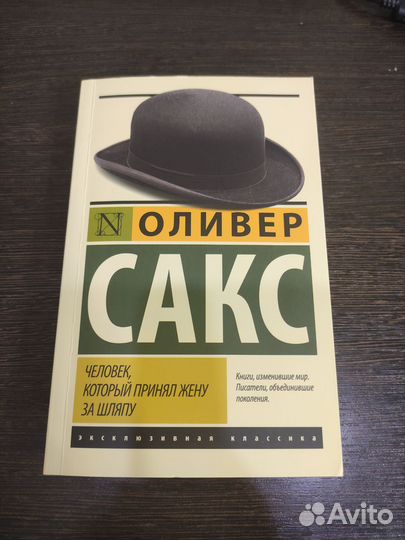 N ОЛИВЕР
САКС
ЧЕЛОВЕК,
КОТОРЫЙ ПРИНЯЛ ЖЕНУ
ЗА ШЛЯПУ
Книги, изменившие мир.
Писатели, объединившие
поколения.
эксклюзивная классика
Avito